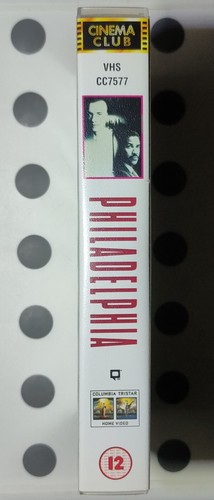 CINEMA
CLUB
VHS
CC7577
PHILADELPHIA
COLUMBIA TRISTAR
HOME VIDEO
12